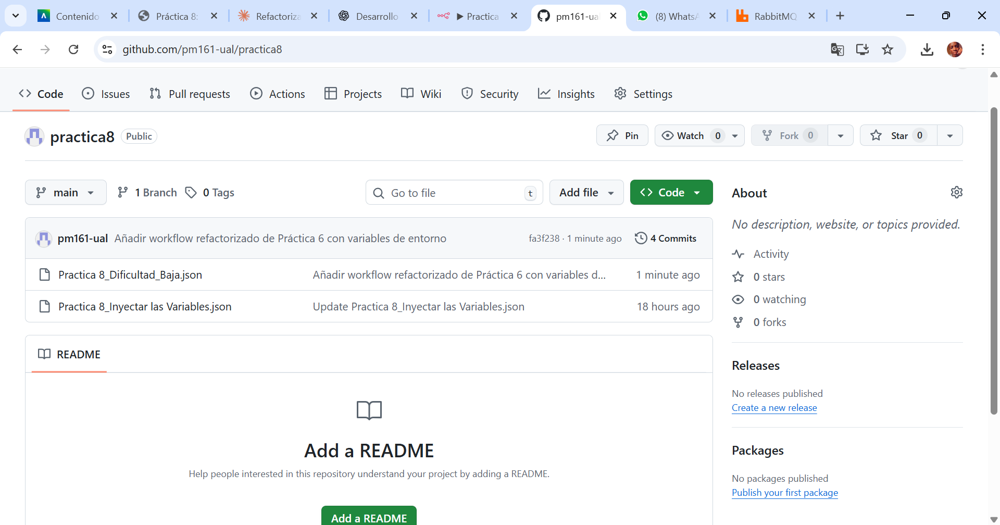 Contenido
Práctica 8:
Refactoriza
Desarrollo
▶ Practica
pm161-ual
(8) WhatsA
RabbitMQ
github.com/pm161-ual/practica8
Code
Issues
Pull requests
Actions
Projects
Wiki
Security
Insights
Settings
practica8
Public
Pin
Watch 0
Fork 0
Star 0
main
1 Branch
0 Tags
Go to file
t
Add file
Code
pm161-ual Añadir workflow refactorizado de Práctica 6 con variables de entorno
fa3f238 · 1 minute ago
4 Commits
Practica 8_Dificultad_Baja.json
Añadir workflow refactorizado de Práctica 6 con variables d...
1 minute ago
Practica 8_Inyectar las Variables.json
Update Practica 8_Inyectar las Variables.json
18 hours ago
README
Add a README
Help people interested in this repository understand your project by adding a README.
Add a README
About
No description, website, or topics provided.
Activity
0 stars
0 watching
0 forks
Releases
No releases published
Create a new release
Packages
No packages published
Publish your first package